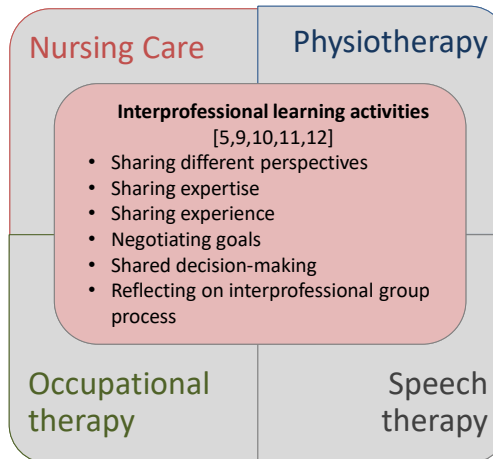 Nursing Care
Physiotherapy
Interprofessional learning activities
[5,9,10,11,12]
• Sharing different perspectives
• Sharing expertise
• Sharing experience
• Negotiating goals
• Shared decision-making
• Reflecting on interprofessional group
process
Occupational
therapy
Speech
therapy